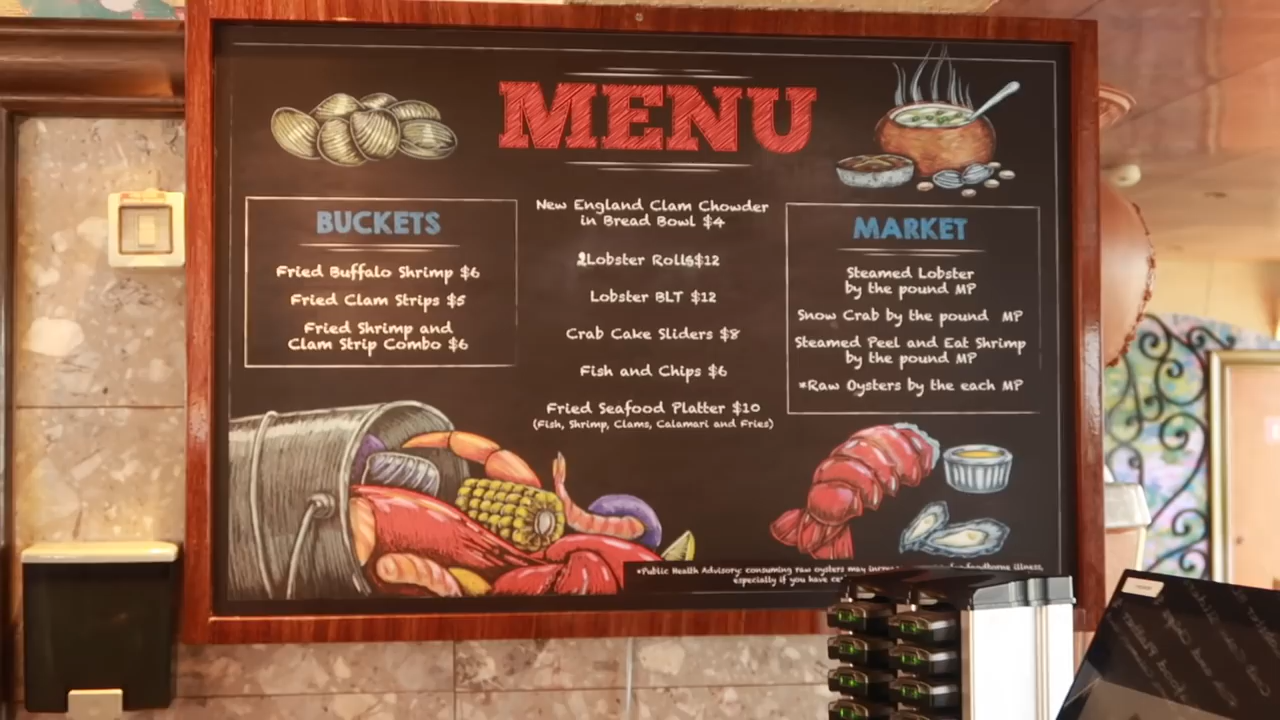 MENU
BUCKETS
Fried Buffalo Shrimp $6
Fried Clam Strips $5
Fried Shrimp and
Clam Strip Combo $6
New England Clam Chowder
in Bread Bowl $4
Lobster Rolls $12
Lobster BLT $12
Crab Cake Sliders $8
Fish and Chips $6
Fried Seafood Platter $10
(Fish, Shrimp, Clams, Calamari and Fries)
MARKET
Steamed Lobster
by the pound MP
Snow Crab by the pound MP
Steamed Peel and Eat Shrimp
by the pound MP
*Raw Oysters by the each MP
*Public Health Advisory: consuming raw oysters may foodborne illness,
especially if you have